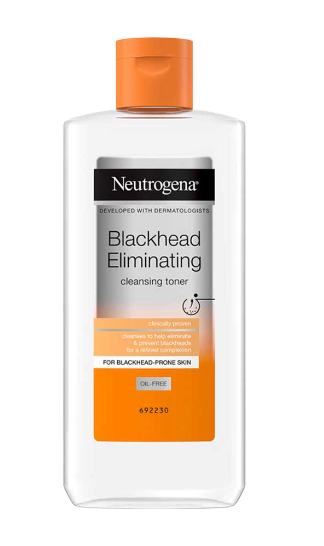 Neutrogena®
DEVELOPED WITH DERMATOLOGISTS
Blackhead
Eliminating
cleansing toner
clinically proven
cleanses to help eliminate
& prevent blackheads
for a refined complexion
FOR BLACKHEAD-PRONE SKIN
OIL-FREE
692230